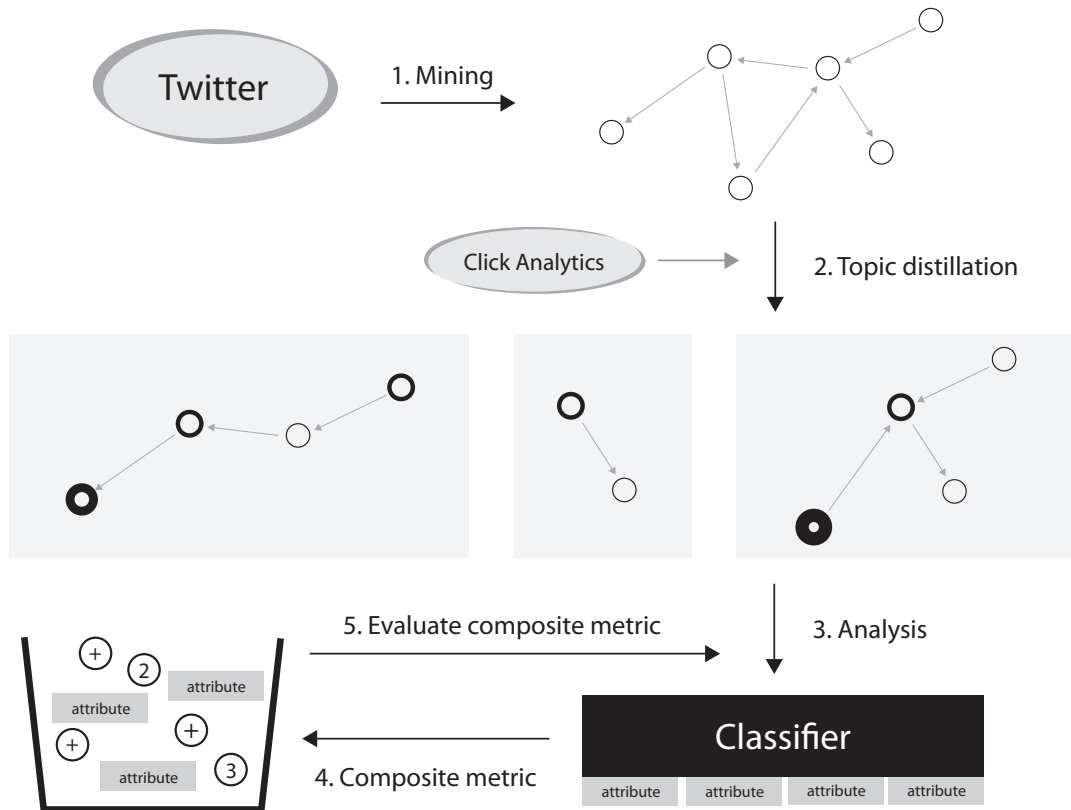 Twitter
1. Mining
Click Analytics
2. Topic distillation
5. Evaluate composite metric
3. Analysis
+
2
attribute
attribute
+
+
3
attribute
Classifier
4. Composite metric
attribute
attribute
attribute
attribute